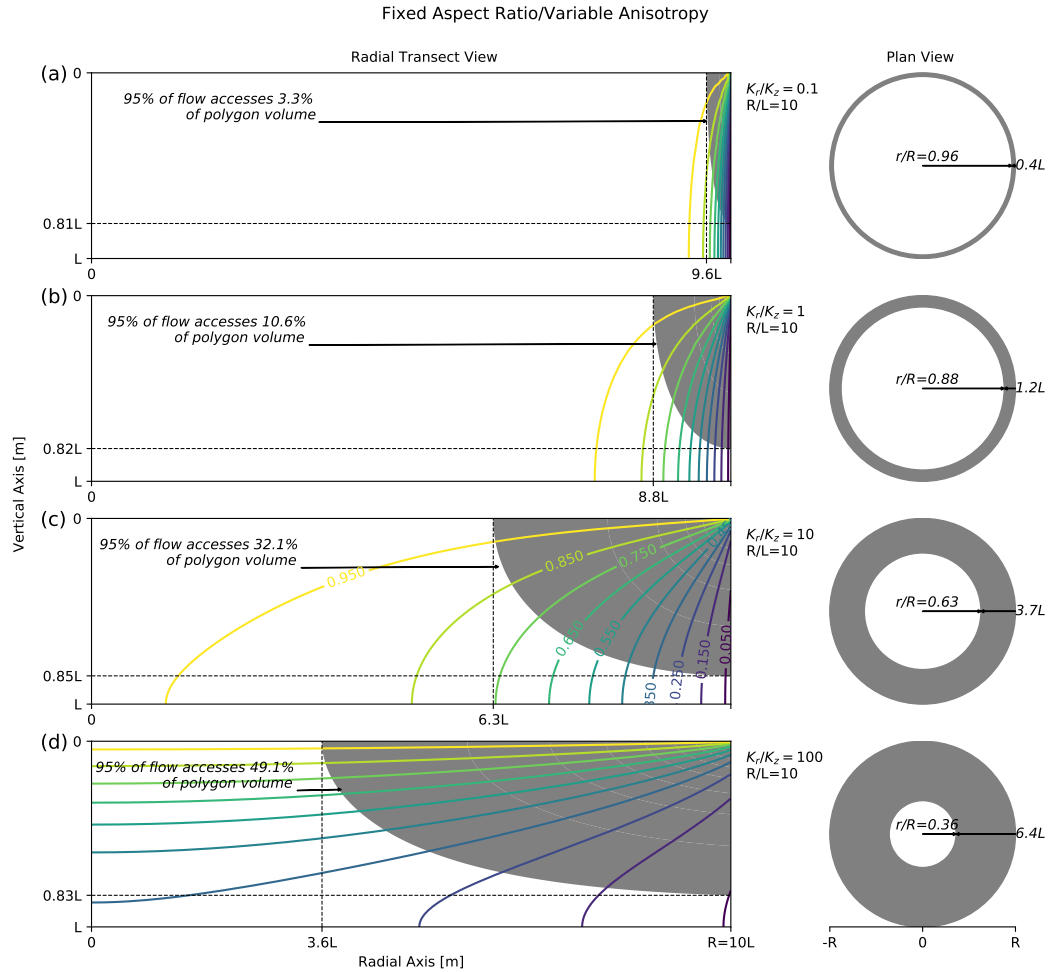 Fixed Aspect Ratio/Variable Anisotropy
Radial Transect View
Plan View
(a)
0
95% of flow accesses 3.3%
of polygon volume
0.81L
L
0
9.6L
K_r/K_z = 0.1
R/L=10
r/R=0.96
0.4L
(b)
0
95% of flow accesses 10.6%
of polygon volume
0.82L
L
0
8.8L
K_r/K_z = 1
R/L=10
r/R=0.88
1.2L
Vertical Axis [m]
(c)
0
95% of flow accesses 32.1%
of polygon volume
0.950
0.850
0.750
0.650
0.550
0.250
0.150
0.050
0.85L
L
0
6.3L
K_r/K_z = 10
R/L=10
r/R=0.63
3.7L
(d)
0
95% of flow accesses 49.1%
of polygon volume
0.83L
L
0
3.6L
R=10L
Radial Axis [m]
K_r/K_z = 100
R/L=10
r/R=0.36
6.4L
-R
0
R